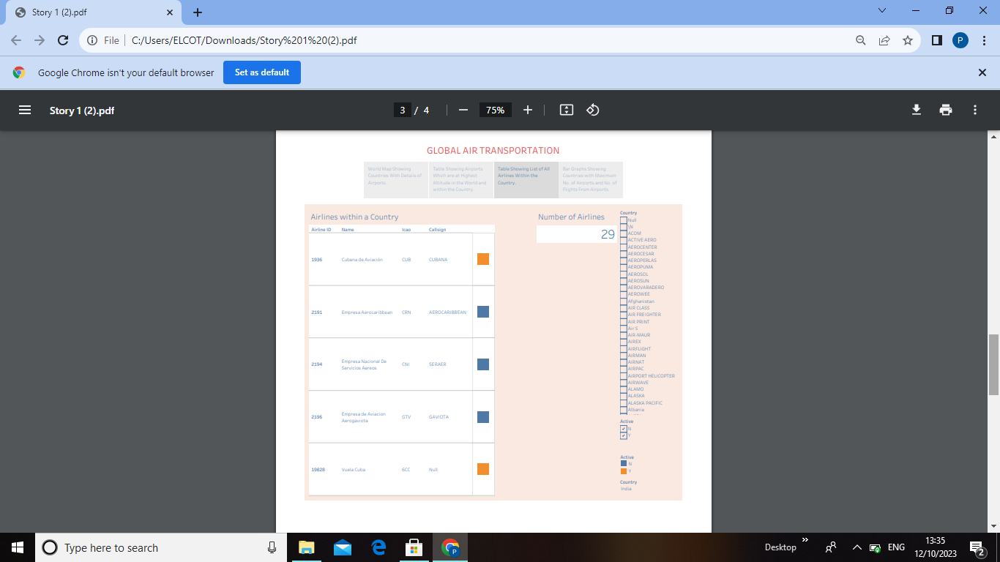 Story 1 (2).pdf
File
C:/Users/ELCOT/Downloads/Story%201%20(2).pdf
P
Google Chrome isn't your default browser
Set as default
Story 1 (2).pdf
3 / 4
75%
GLOBAL AIR TRANSPORTATION
World Map Showing
Countries With Details of
Airports.
Table Showing Airports
Which are at Highest
Altitude in the World and
within the Country.
Table Showing List of All
Airlines Within the
Country.
Bar Graphs Showing
Countries with Maximum
No. of Airports and No. of
Flights From Airports.
Airlines within a Country
Airline ID Name Icao Callsign
1936 Cubana de Aviación CUB CUBANA
2191 Empresa Aerocaribbean CRN AEROCARIBBEAN
2194 Empresa Nacional De
Servicios Aereos CNI SERAER
2196 Empresa de Aviacion
Aerogaviota GTV GAVIOTA
19828 Vuela Cuba 6CC Null
Number of Airlines
29
Country
Null
\N
ACOM
ACTIVE AERO
AEROCENTER
AEROCESAR
AEROPERLAS
AEROPUMA
AEROSOL
AEROSUN
AEROVARADERO
AEROWEE
Afghanistan
AIR CLASS
AIR FREIGHTER
AIR PRINT
Air S
AIR-MAUR
AIREX
AIRFLIGHT
AIRMAN
AIRNAT
AIRPAC
AIRPORT HELICOPTER
AIRWAVE
ALAMO
ALASKA
ALASKA PACIFIC
Albania
Active
N
Y
Active
N
Y
Country
India
Type here to search
P
Desktop
ENG
13:35
12/10/2023
2